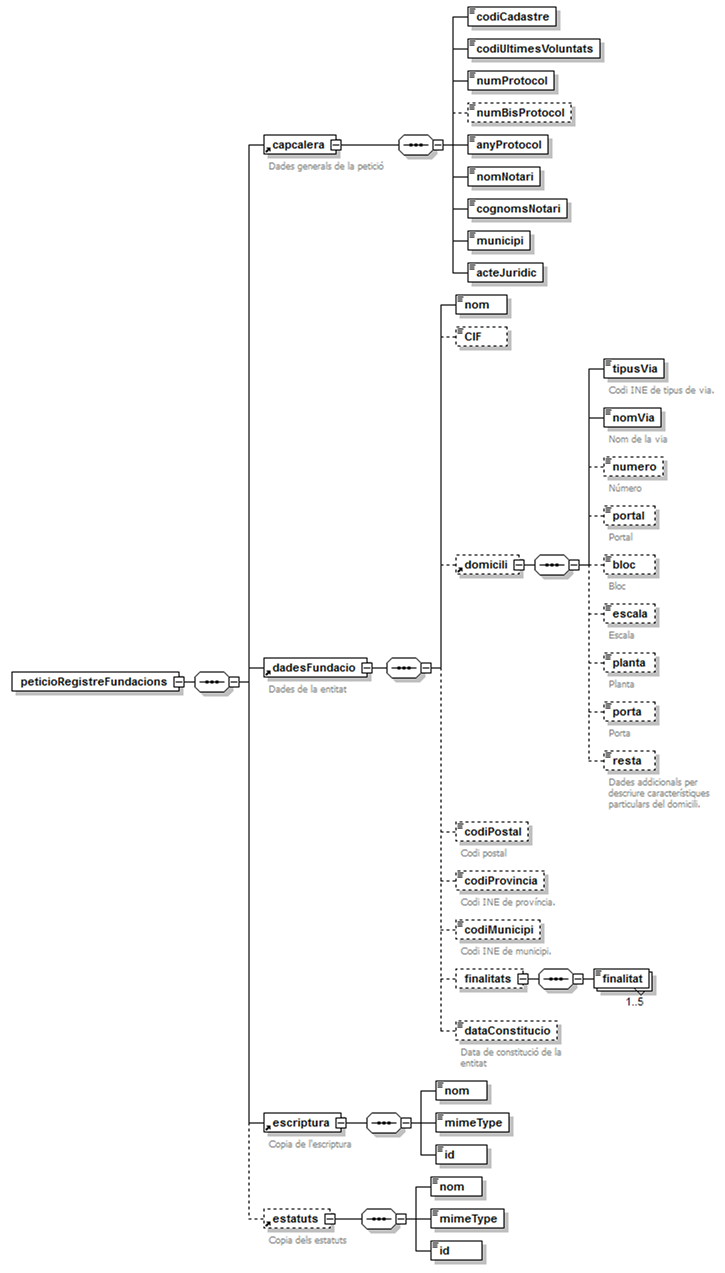 codiCadastre
codiUltimesVoluntats
numProtocol
numBisProtocol
capcalera
anyProtocol
Dades generals de la petició
nomNotari
cognomsNotari
municipi
acteJuridic
nom
CIF
tipusVia
Codi INE de tipus de via.
nomVia
Nom de la via
numero
Número
portal
Portal
domicili
bloc
Bloc
escala
Escala
peticioRegistreFundacions
dadesFundacio
Dades de la entitat
planta
Planta
porta
Porta
resta
Dades addicionals per
descriure característiques
particulars del domicili.
codiPostal
Codi postal
codiProvincia
Codi INE de província.
codiMunicipi
Codi INE de municipi.
finalitats
finalitat
1..5
dataConstitucio
Data de constitució de la
entitat
nom
escriptura
mimeType
Copia de l'escriptura
id
nom
estatuts
mimeType
Copia dels estatuts
id